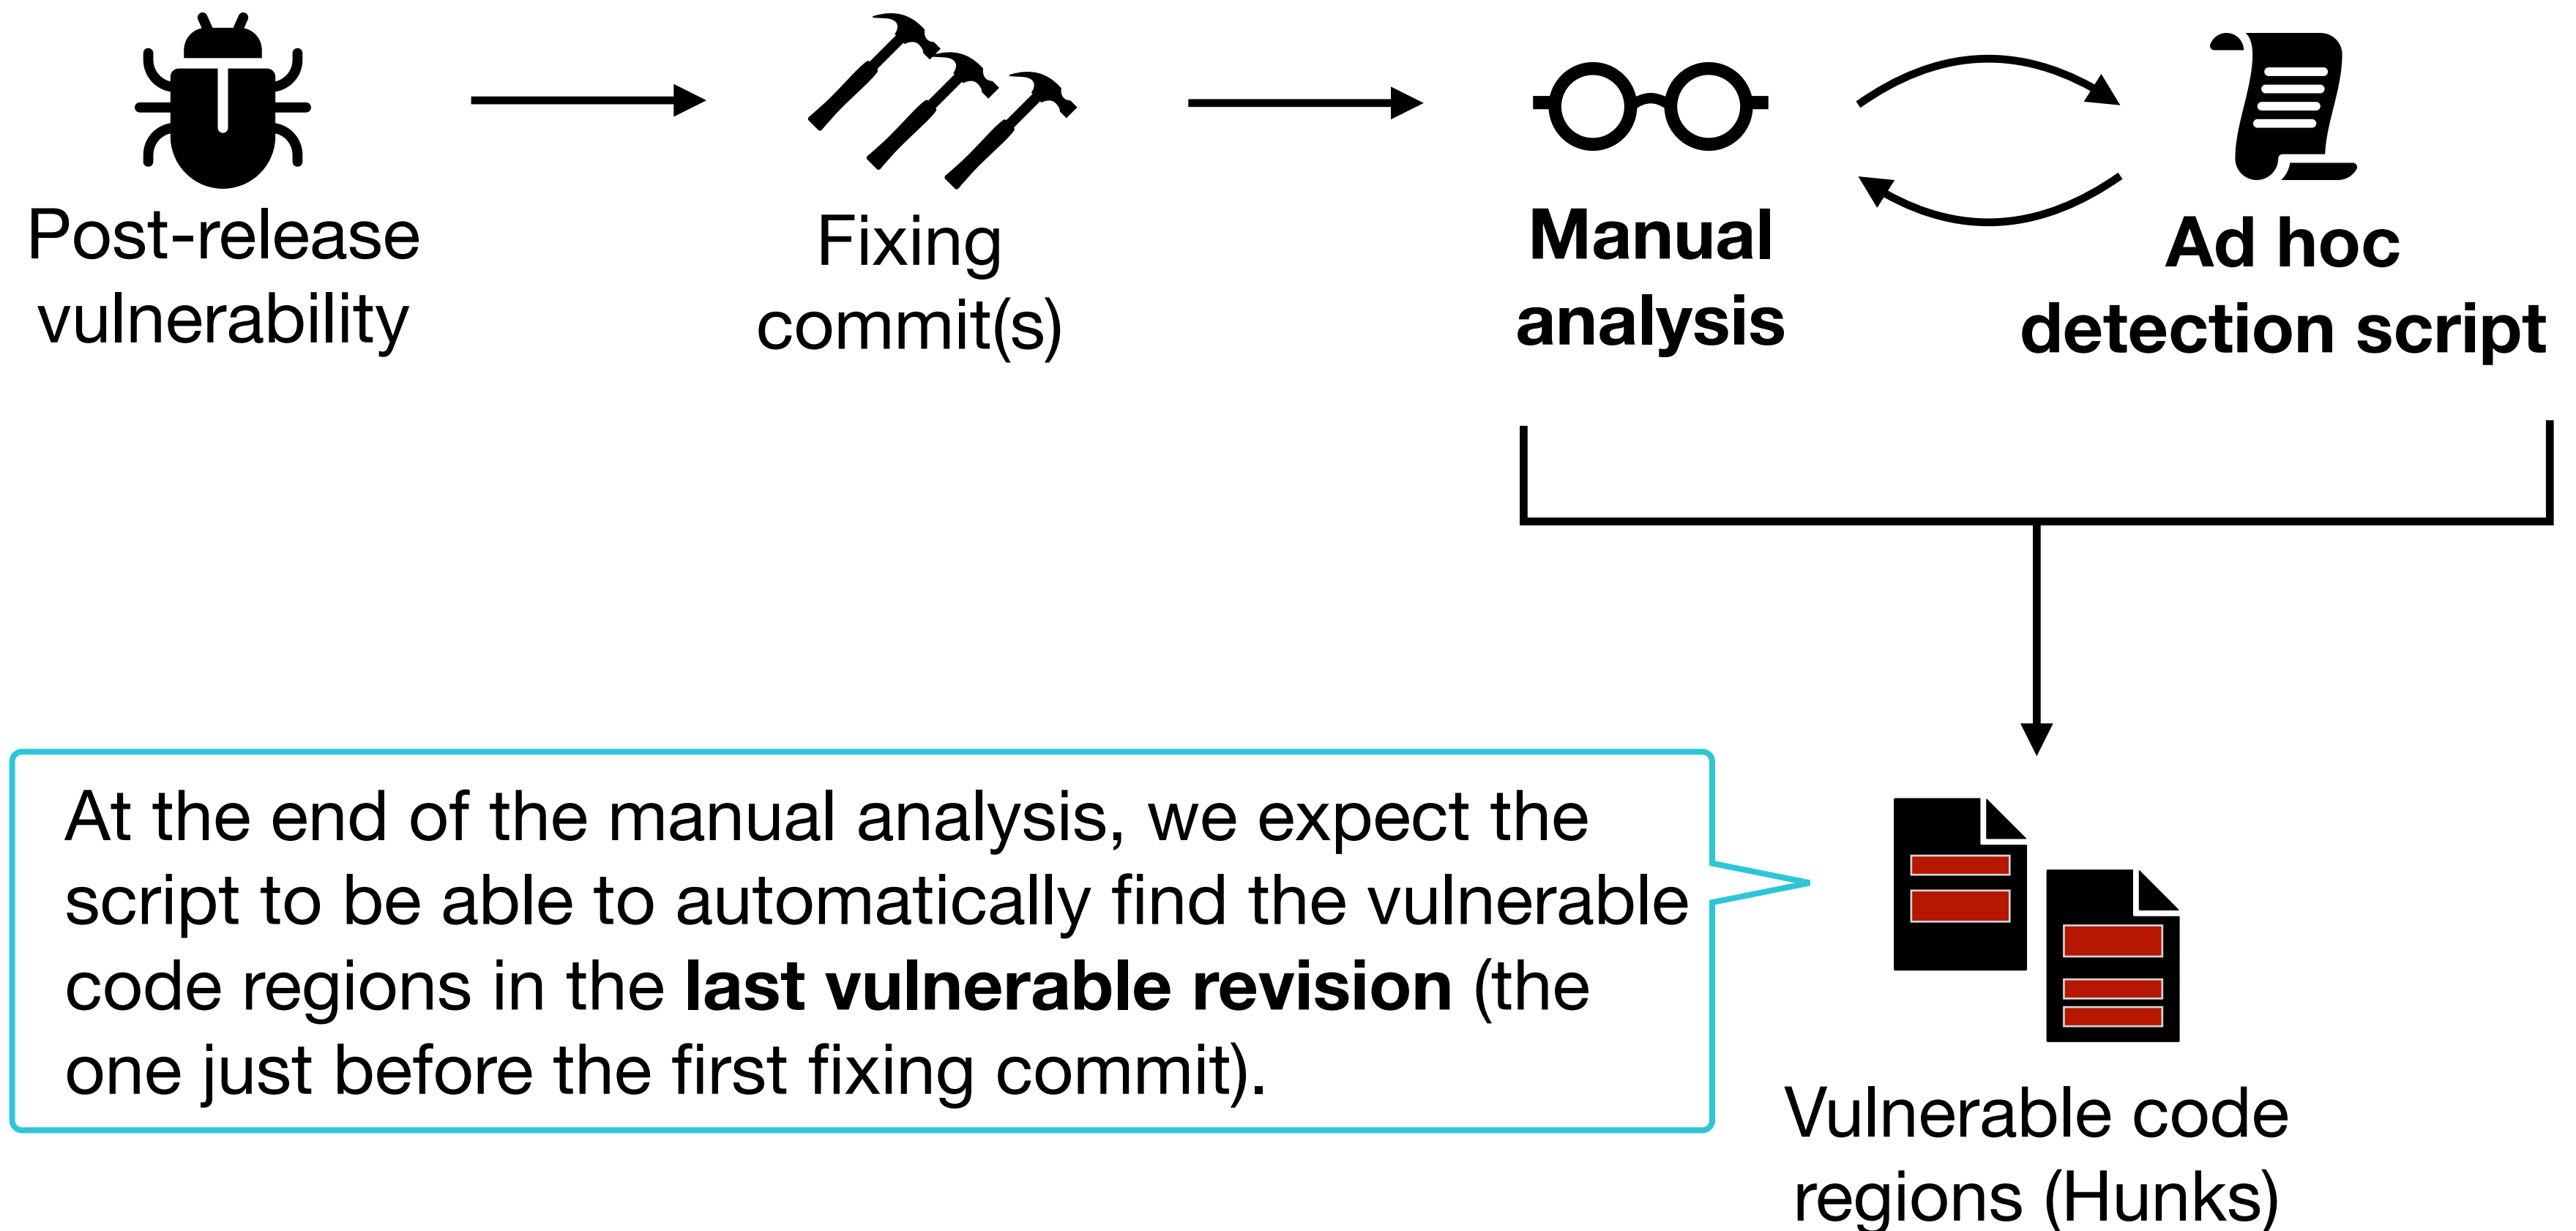 Post-release
vulnerability
Fixing
commit(s)
Manual
analysis
Ad hoc
detection script
At the end of the manual analysis, we expect the
script to be able to automatically find the vulnerable
code regions in the last vulnerable revision (the
one just before the first fixing commit).
Vulnerable code
regions (Hunks)